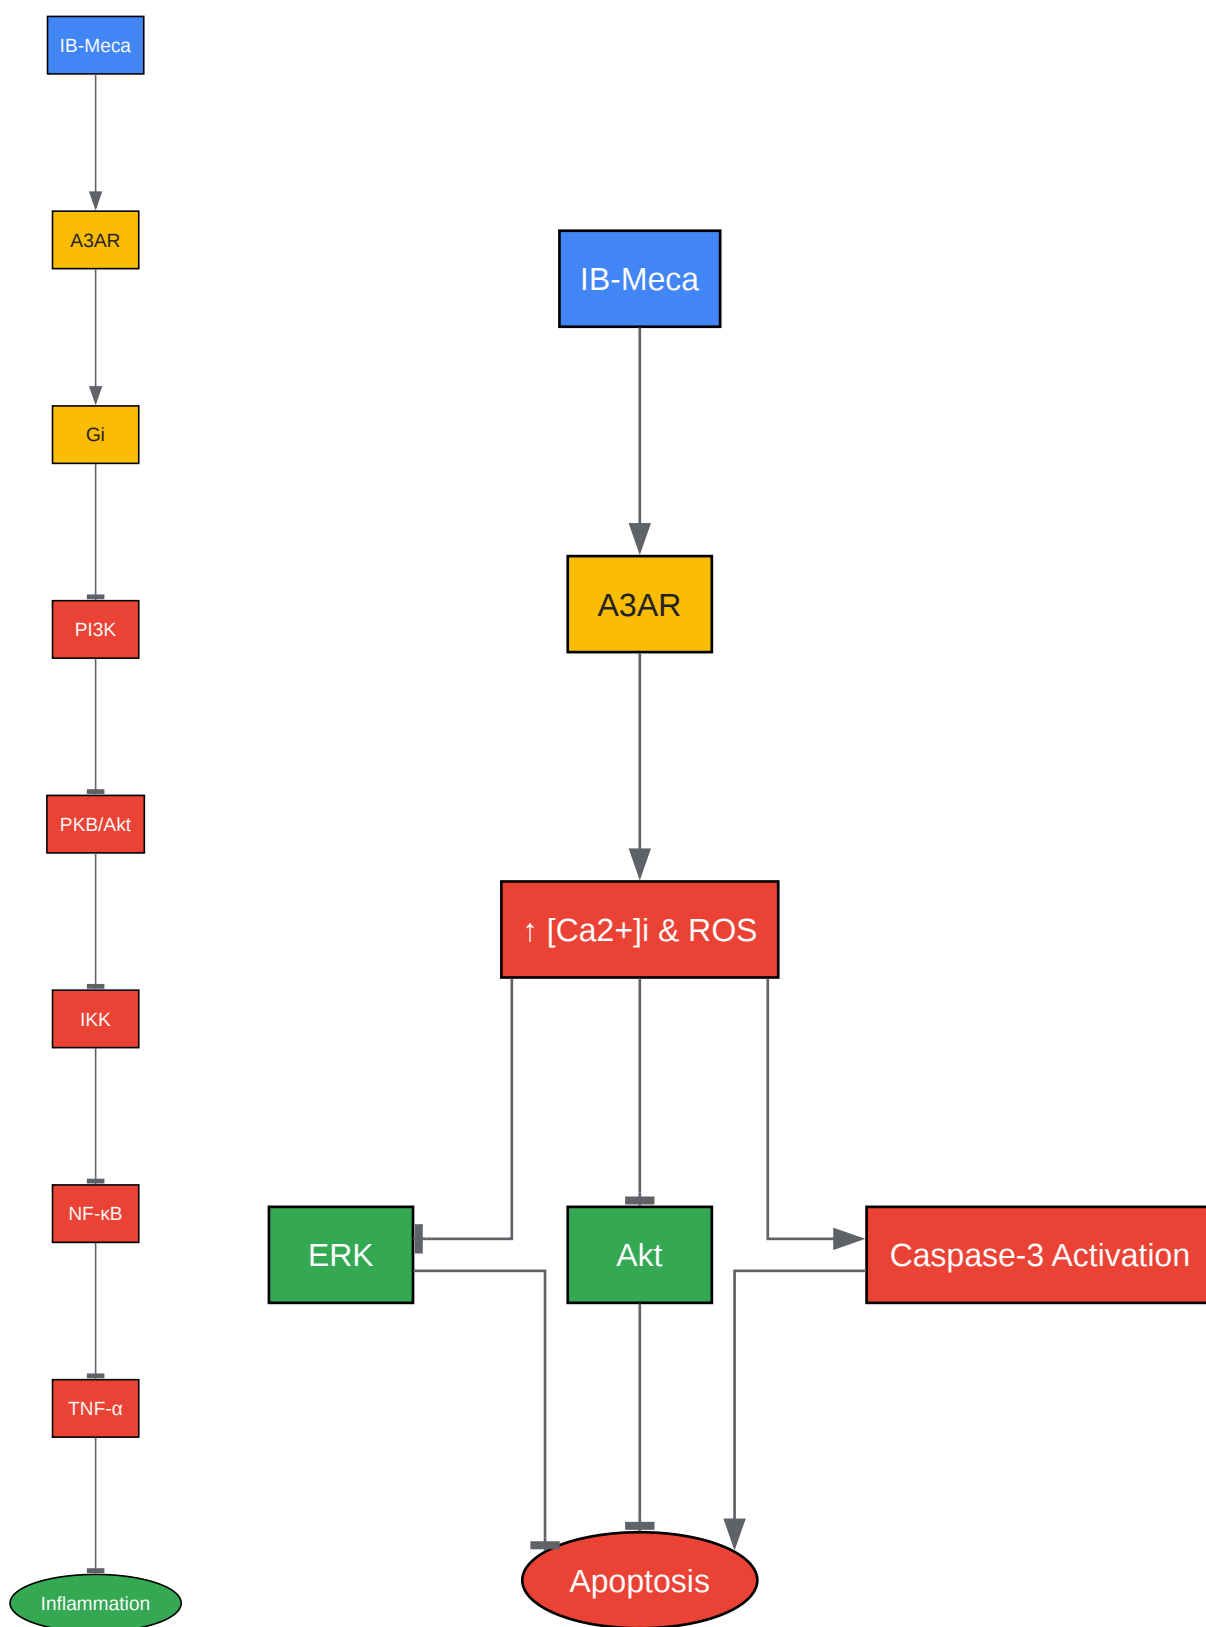 IB-Meca
A3AR
Gi
PI3K
PKB/Akt
IKK
NF-κB
TNF-α
Inflammation
IB-Meca
A3AR
↑ [Ca2+]i & ROS
ERK
Akt
Caspase-3 Activation
Apoptosis